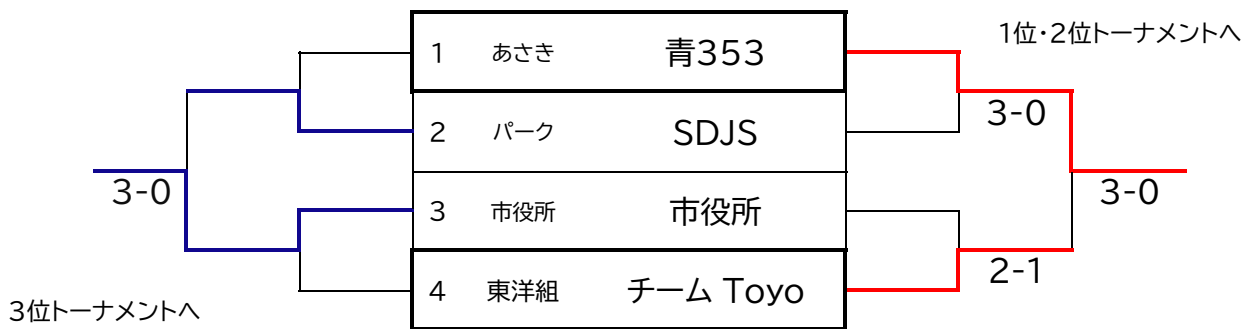 1位・2位トーナメントへ
1 あさき 青353
3-0
2 パーク SDJS
3-0
3-0
3 市役所 市役所
2-1
4 東洋組 チーム Toyo
3位トーナメントへ